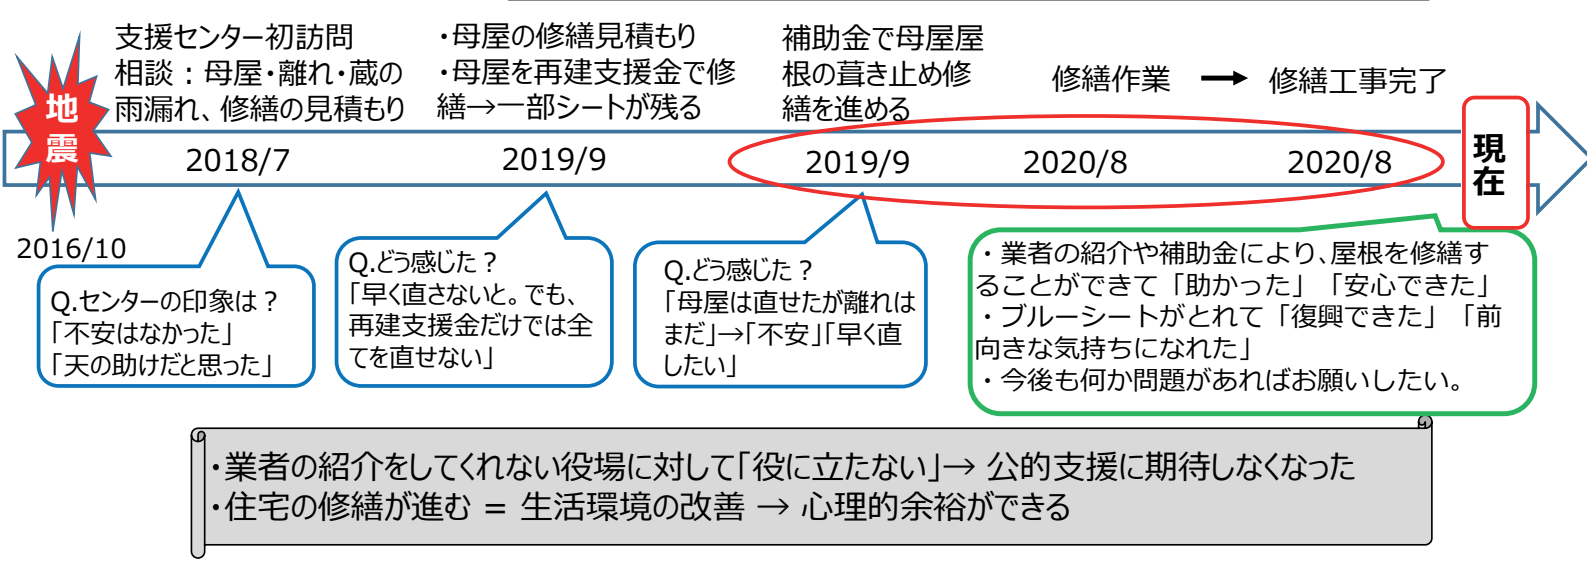 支援センター初訪問
相談：母屋・離れ・蔵の
雨漏れ、修繕の見積もり
・母屋の修繕見積もり
・母屋を再建支援金で修
繕→一部シートが残る
補助金で母屋屋
根の葺き止め修
繕を進める
修繕作業 → 修繕工事完了
地
震
2018/7
2019/9
2019/9
2020/8
2020/8
現
在
2016/10
Q.センターの印象は？
「不安はなかった」
「天の助けだと思った」
Q.どう感じた？
「早く直さないと。でも、
再建支援金だけでは全
てを直せない」
Q.どう感じた？
「母屋は直せたが離れは
まだ」→「不安」「早く直
したい」
・業者の紹介や補助金により、屋根を修繕す
ることができて「助かった」「安心できた」
・ブルーシートがとれて「復興できた」「前
向きな気持ちになれた」
・今後も何か問題があればお願いしたい。
・業者の紹介をしてくれない役場に対して「役に立たない」→ 公的支援に期待しなくなった
・住宅の修繕が進む = 生活環境の改善 → 心理的余裕ができる